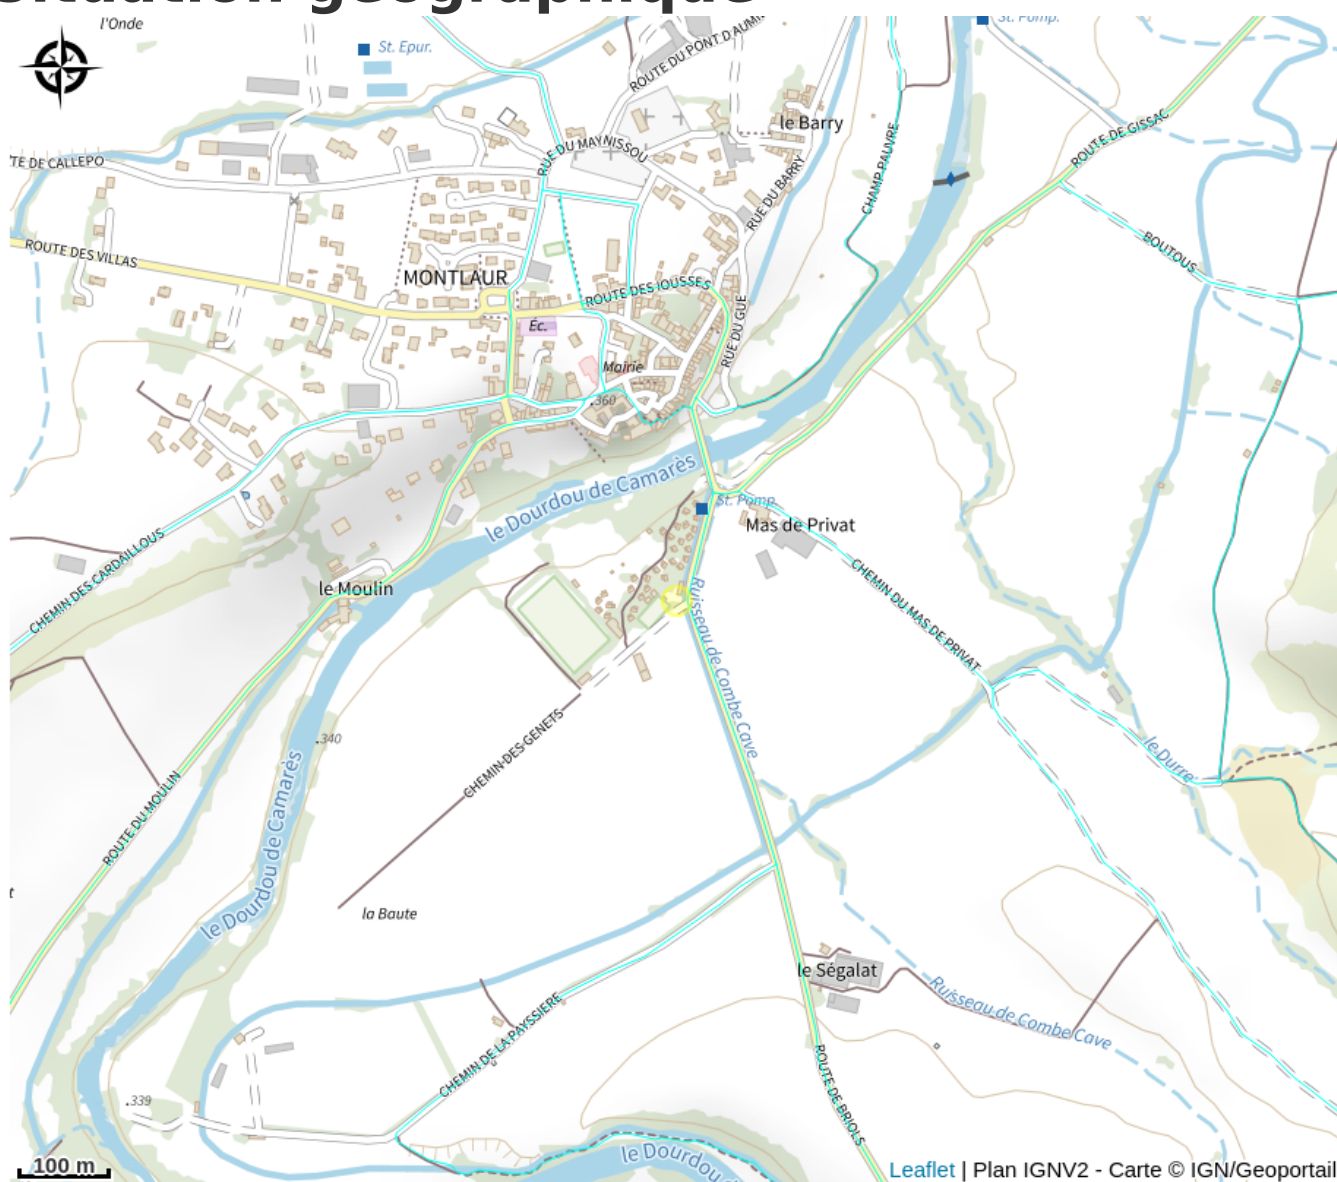 situation géographique
l'Onde
St. Epur.
ROUTE DU PONT D'AUMI
St. Pomp.
le Barry
ROUTE DE GISSAC
RUE DU MAYNISSOU
TE DE CALLEPO
CHAMP PAUVRE
RUE DU BARRY
ROUTE DES VILLAS
BOUTOUS
MONTLAUR
ROUTE DES IOUSSES
Éc.
RUE DU GUE
Mairie
.360
le Dourdou de Camarès
St. Pomp.
Mas de Privat
CHEMIN DES CARDAILLOUS
le Moulin
CHEMIN DU MAS DE PRIVAT
Ruisseau de Combe Cave
.340
CHEMIN DES GENETS
le Durre
ROUTE DU MOULIN
le Dourdou de Camarès
la Baute
le Ségalat
Ruisseau de Combe Cave
CHEMIN DE LA PAYSSIERE
ROUTE DE BRIOLS
.339
le Dourdou d
100 m
Leaflet | Plan IGNV2 - Carte © IGN/Geoportail